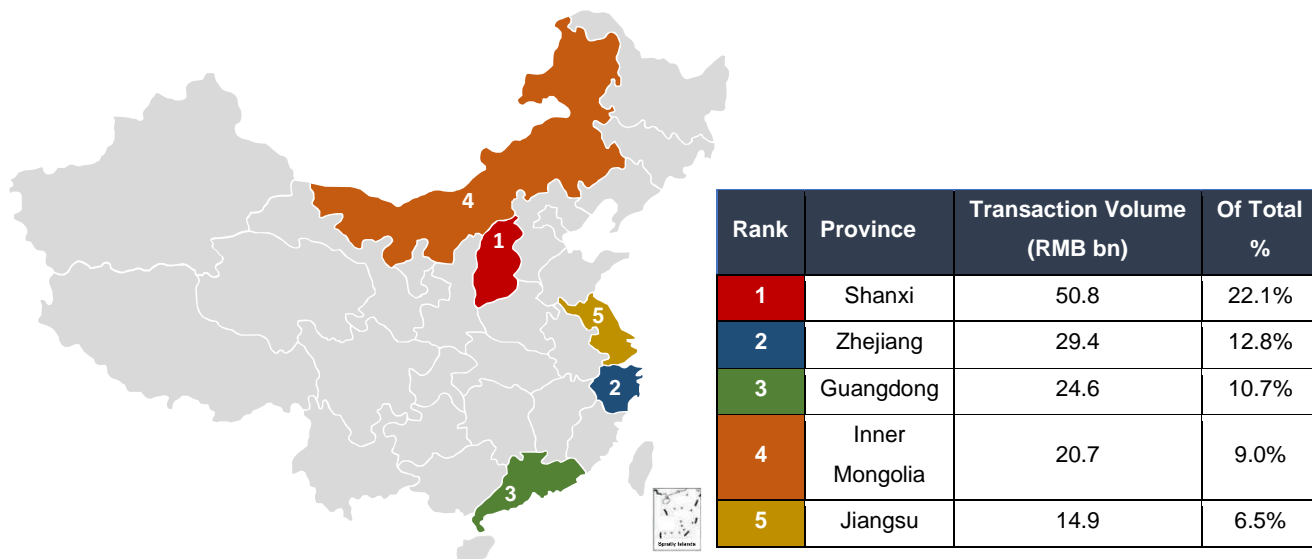 4
1
5
2
3
Spratly Islands
Rank Province Transaction Volume (RMB bn) Of Total %
1 Shanxi 50.8 22.1%
2 Zhejiang 29.4 12.8%
3 Guangdong 24.6 10.7%
4 Inner Mongolia 20.7 9.0%
5 Jiangsu 14.9 6.5%